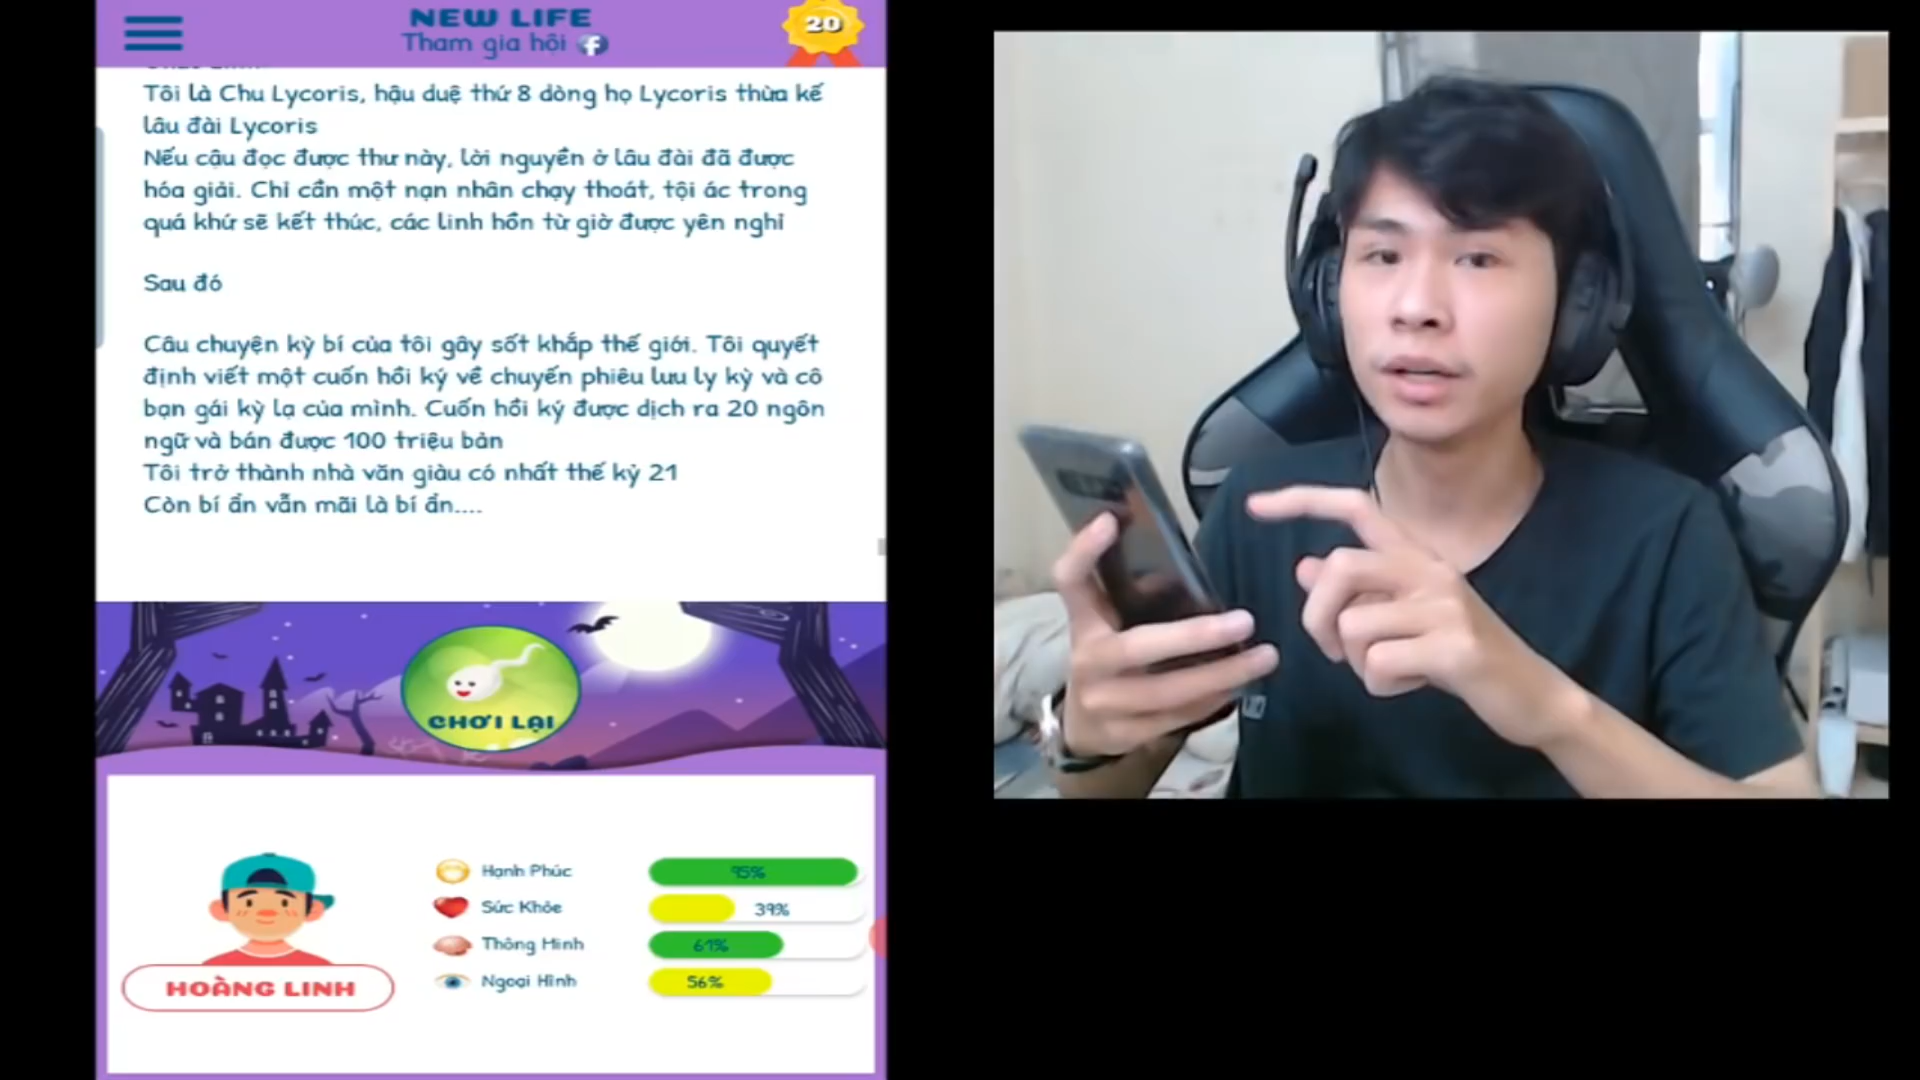 NEW LIFE
Tham gia hội
20
Tôi là Chu Lycoris, hậu duệ thứ 8 dòng họ Lycoris thừa kế
lâu đài Lycoris
Nếu cậu đọc được thư này, lời nguyền ở lâu đài đã được
hóa giải. Chỉ cần một nạn nhân chạy thoát, tội ác trong
quá khứ sẽ kết thúc, các linh hồn từ giờ được yên nghỉ
Sau đó
Câu chuyện kỳ bí của tôi gây sốt khắp thế giới. Tôi quyết
định viết một cuốn hồi ký về chuyến phiêu lưu ly kỳ và cô
bạn gái kỳ lạ của mình. Cuốn hồi ký được dịch ra 20 ngôn
ngữ và bán được 100 triệu bản
Tôi trở thành nhà văn giàu có nhất thế kỷ 21
Còn bí ẩn vẫn mãi là bí ẩn....
CHƠI LẠI
Hạnh Phúc 95%
Sức Khỏe 39%
Thông Minh 61%
Ngoại Hình 56%
HOÀNG LINH